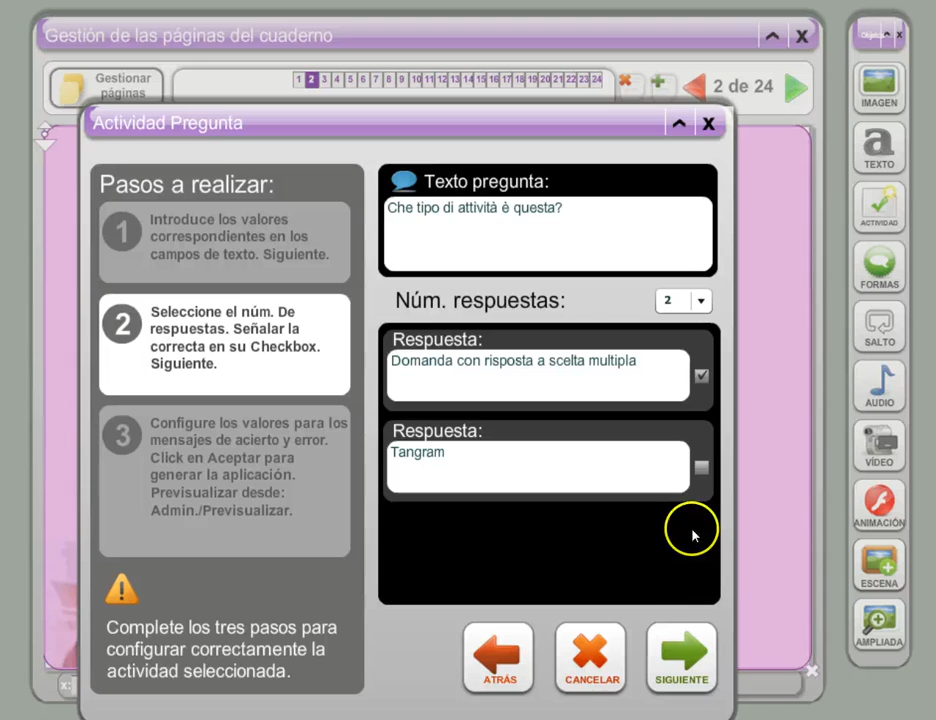 Gestión de las páginas del cuaderno
Gestionar
páginas
1 2 3 4 5 6 7 8 9 10 11 12 13 14 15 16 17 18 19 20 21 22 23 24
2 de 24
X
Objetos
X
IMAGEN
TEXTO
ACTIVIDAD
FORMAS
SALTO
AUDIO
VÍDEO
ANIMACIÓN
ESCENA
AMPLIADA
Actividad Pregunta
X
Pasos a realizar:
1
Introduce los valores
correspondientes en los
campos de texto. Siguiente.
2
Seleccione el núm. De
respuestas. Señalar la
correcta en su Checkbox.
Siguiente.
3
Configure los valores para los
mensajes de acierto y error.
Click en Aceptar para
generar la aplicación.
Previsualizar desde:
Admin./Previsualizar.
Complete los tres pasos para
configurar correctamente la
actividad seleccionada.
Texto pregunta:
Che tipo di attività è questa?
Núm. respuestas:
2
Respuesta:
Domanda con risposta a scelta multipla
Respuesta:
Tangram
ATRÁS
CANCELAR
SIGUIENTE
x: